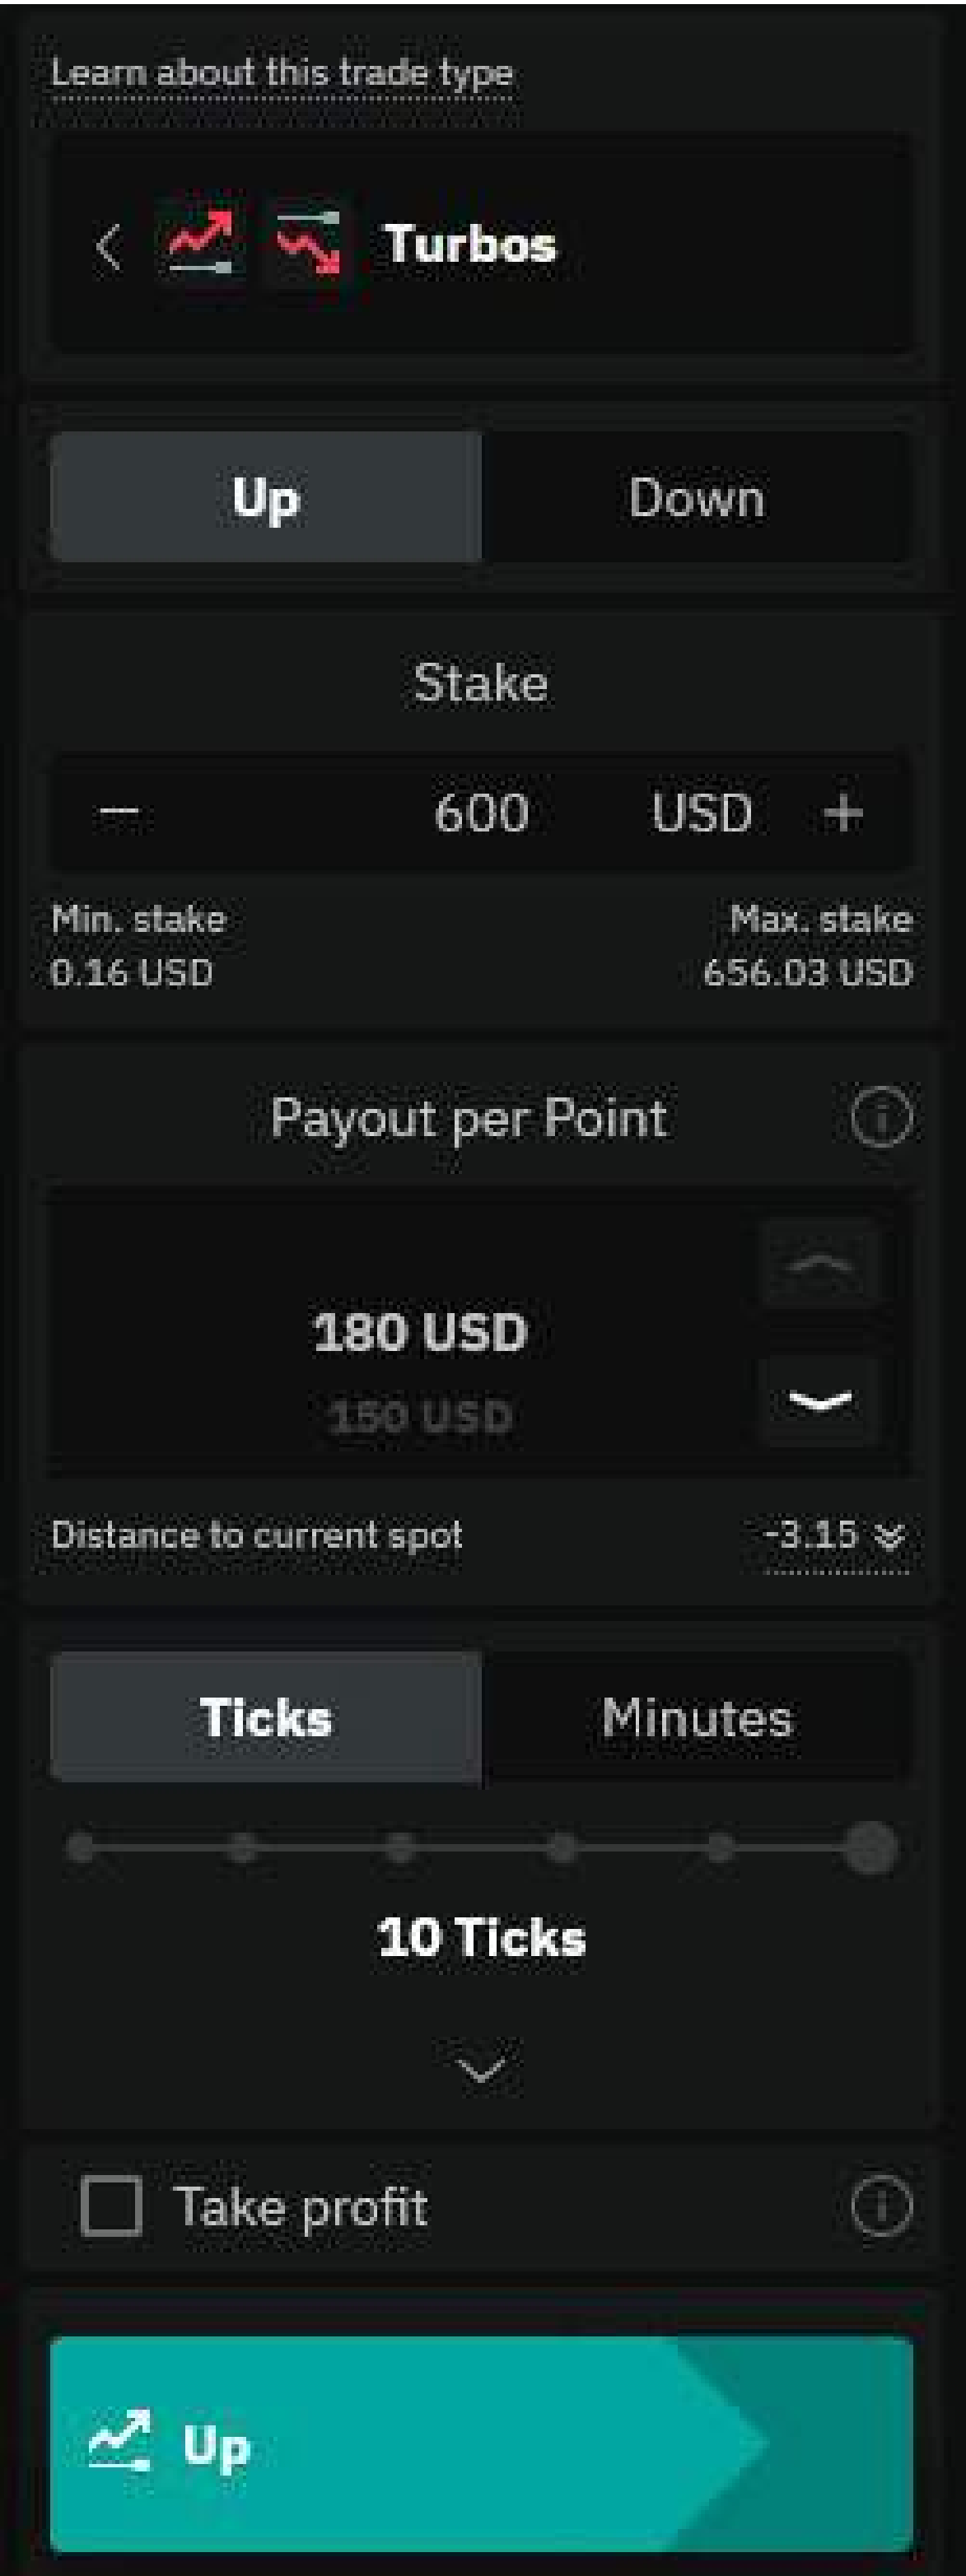 Learn about this trade type
Turbos
Up Down
Stake
600 USD
Min. stake Max. stake
0.16 USD 656.03 USD
Payout per Point
180 USD
150 USD
Distance to current spot -3.15
Ticks Minutes
10 Ticks
Take profit
Up